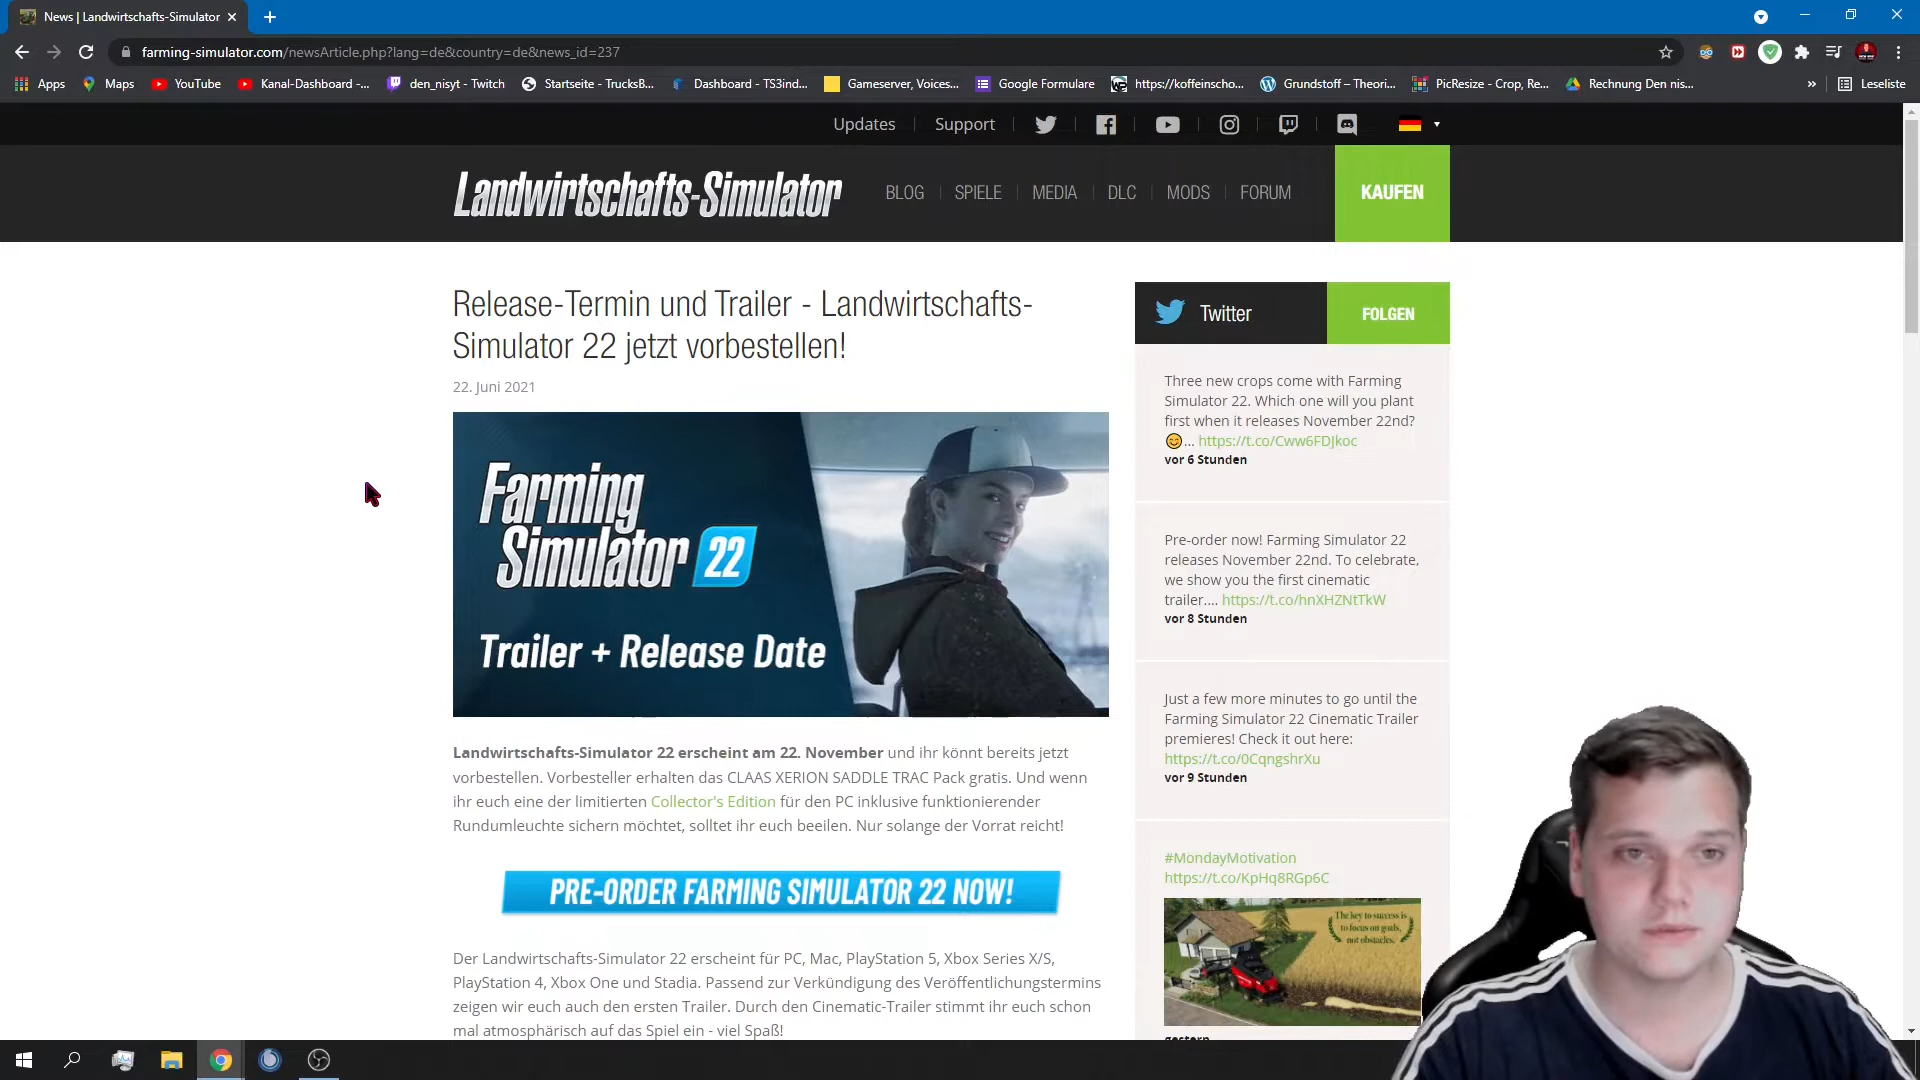 News | Landwirtschafts-Simulator
farming-simulator.com/newsArticle.php?lang=de&country=de&news_id=237
Apps
Maps
YouTube
Kanal-Dashboard -...
den_nisyt - Twitch
Startseite - TrucksB...
Dashboard - TS3ind...
Gameserver, Voices...
Google Formulare
https://koffeinscho...
Grundstoff – Theori...
PicResize - Crop, Re...
Rechnung Den nis...
»
Leseliste
Updates
Support
Landwirtschafts-Simulator
BLOG
SPIELE
MEDIA
DLC
MODS
FORUM
KAUFEN
Release-Termin und Trailer - Landwirtschafts-
Simulator 22 jetzt vorbestellen!
22. Juni 2021
Farming
Simulator 22
Trailer + Release Date
Landwirtschafts-Simulator 22 erscheint am 22. November und ihr könnt bereits jetzt
vorbestellen. Vorbesteller erhalten das CLAAS XERION SADDLE TRAC Pack gratis. Und wenn
ihr euch eine der limitierten Collector's Edition für den PC inklusive funktionierender
Rundumleuchte sichern möchtet, solltet ihr euch beeilen. Nur solange der Vorrat reicht!
PRE-ORDER FARMING SIMULATOR 22 NOW!
Der Landwirtschafts-Simulator 22 erscheint für PC, Mac, PlayStation 5, Xbox Series X/S,
PlayStation 4, Xbox One und Stadia. Passend zur Verkündigung des Veröffentlichungstermins
zeigen wir euch auch den ersten Trailer. Durch den Cinematic-Trailer stimmt ihr euch schon
mal atmosphärisch auf das Spiel ein - viel Spaß!
Twitter
FOLGEN
Three new crops come with Farming
Simulator 22. Which one will you plant
first when it releases November 22nd?
😊... https://t.co/Cww6FDJkoc
vor 6 Stunden
Pre-order now! Farming Simulator 22
releases November 22nd. To celebrate,
we show you the first cinematic
trailer.... https://t.co/hnXHZNtTkW
vor 8 Stunden
Just a few more minutes to go until the
Farming Simulator 22 Cinematic Trailer
premieres! Check it out here:
https://t.co/0CqngshrXu
vor 9 Stunden
#MondayMotivation
https://t.co/KpHq8RGp6C
The key to success is
to focus on goals,
not obstacles.
gestern